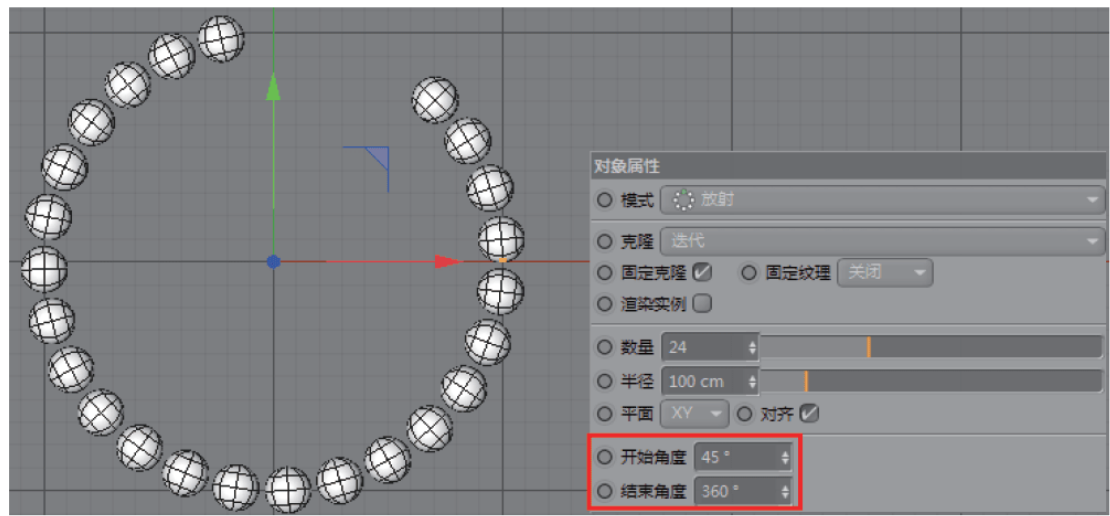 对象属性
模式 放射
克隆 迭代
固定克隆 固定纹理 关闭
渲染实例
数量 24
半径 100 cm
平面 XY 对齐
开始角度 45°
结束角度 360°